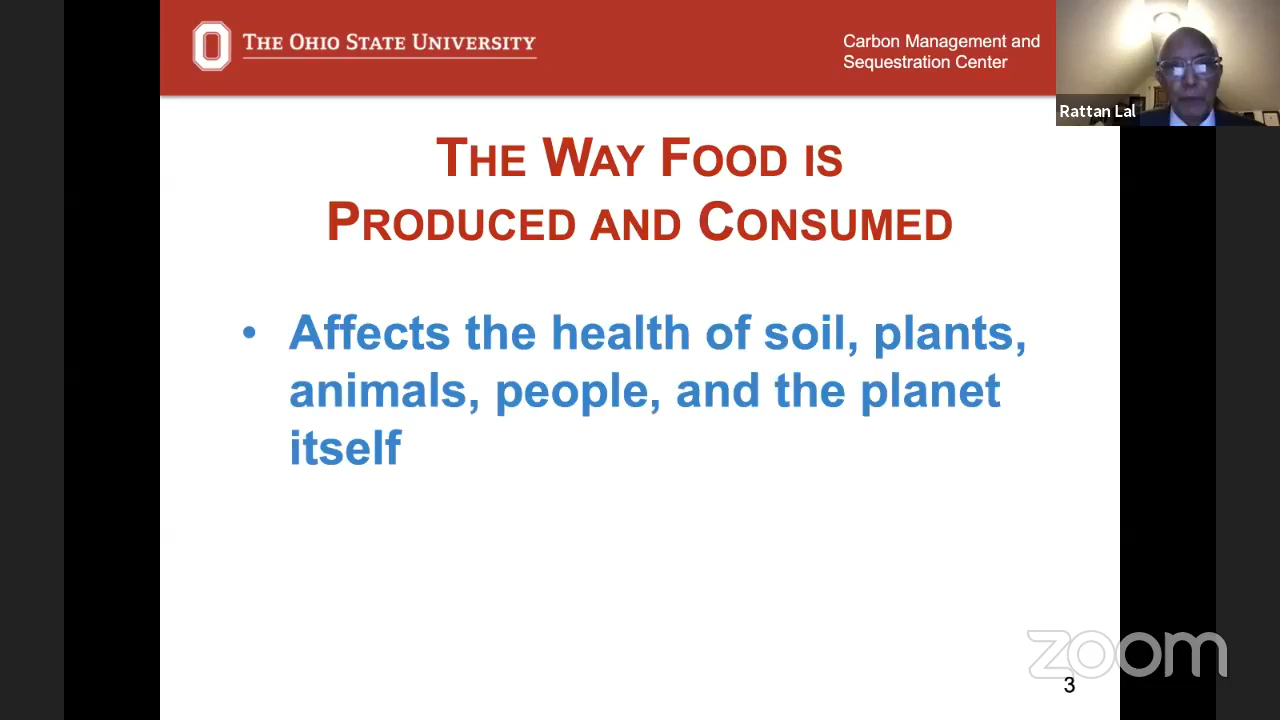 THE OHIO STATE UNIVERSITY
Carbon Management and
Sequestration Center
Rattan Lal
THE WAY FOOD IS
PRODUCED AND CONSUMED
• Affects the health of soil, plants,
animals, people, and the planet
itself
zoom
3